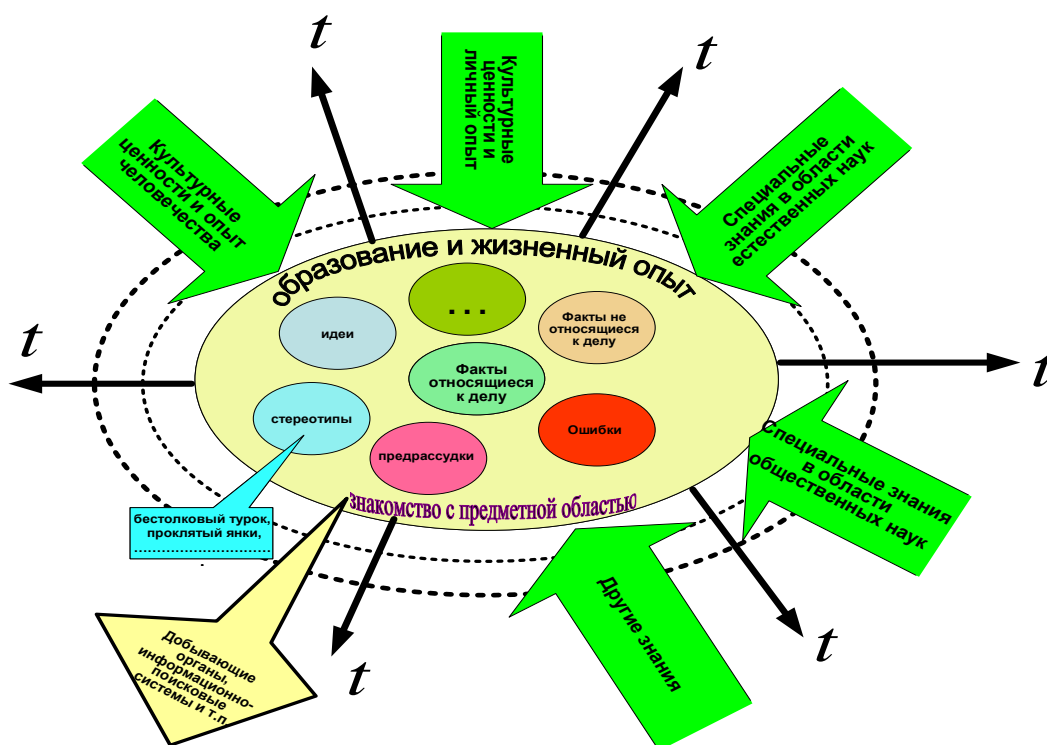 t
t
Культурные
ценности и
личный опыт
Культурные
ценности и опыт
человечества
Специальные
знания в области
естественных наук
образование и жизненный опыт
...
идеи
Факты не
относящиеся
к делу
t
t
Факты
относящиеся
к делу
стереотипы
Ошибки
предрассудки
Специальные знания
в области
общественных наук
знакомство с предметной областью
бестолковый турок,
проклятый янки,
.................................
Другие знания
t
t
Добывающие
органы,
информационно-
поисковые
системы и т.п.